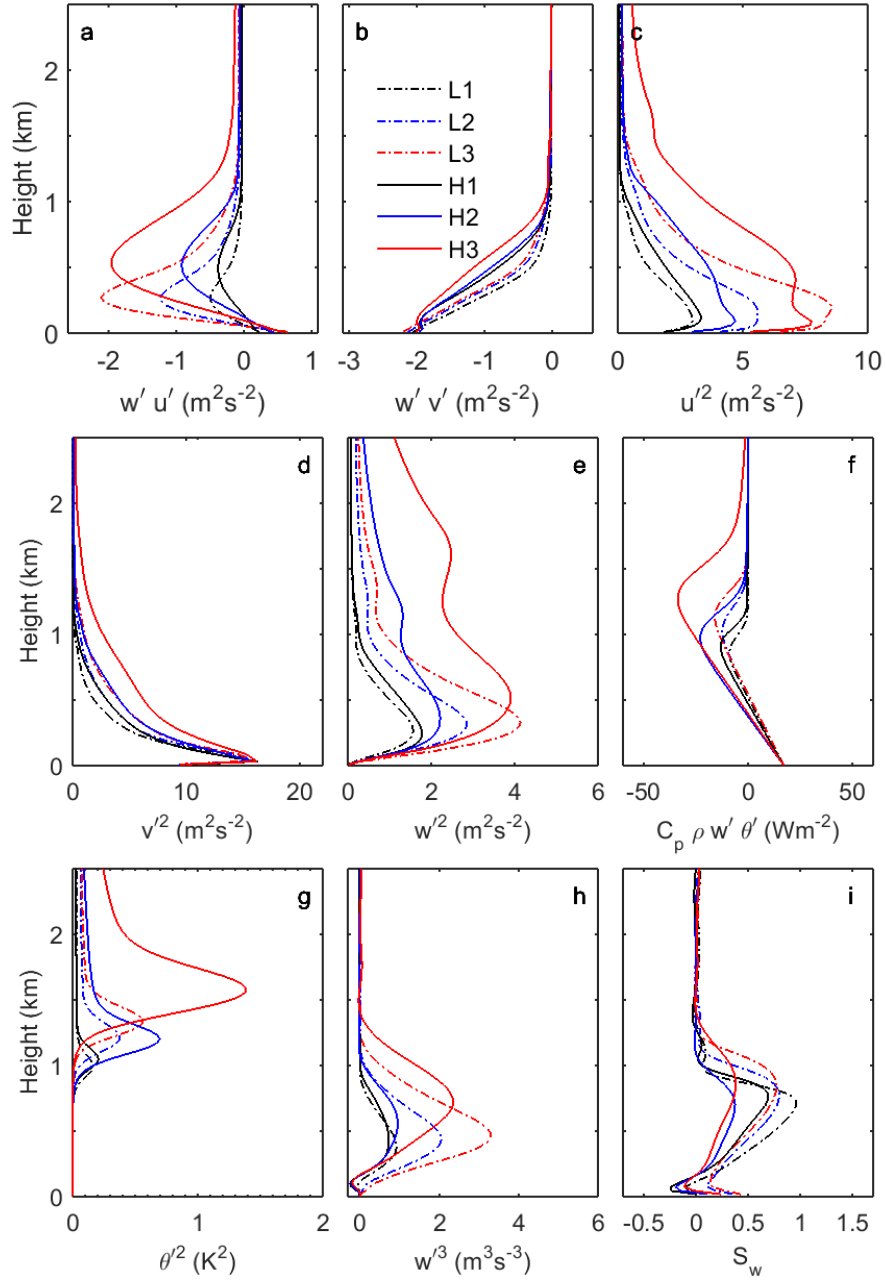 a
b
c
L1
L2
L3
H1
H2
H3
Height (km)
2
1
0
-2 -1 0 1
-3 -2 -1 0
0 5 10
w′ u′ (m²s⁻²)
w′ v′ (m²s⁻²)
u′² (m²s⁻²)
d
e
f
Height (km)
2
1
0
0 10 20
0 2 4 6
-50 0 50
v′² (m²s⁻²)
w′² (m²s⁻²)
Cₚ ρ w′ θ′ (Wm⁻²)
g
h
i
Height (km)
2
1
0
0 1 2
0 2 4 6
-0.5 0 0.5 1 1.5
θ′² (K²)
w′³ (m³s⁻³)
S_w